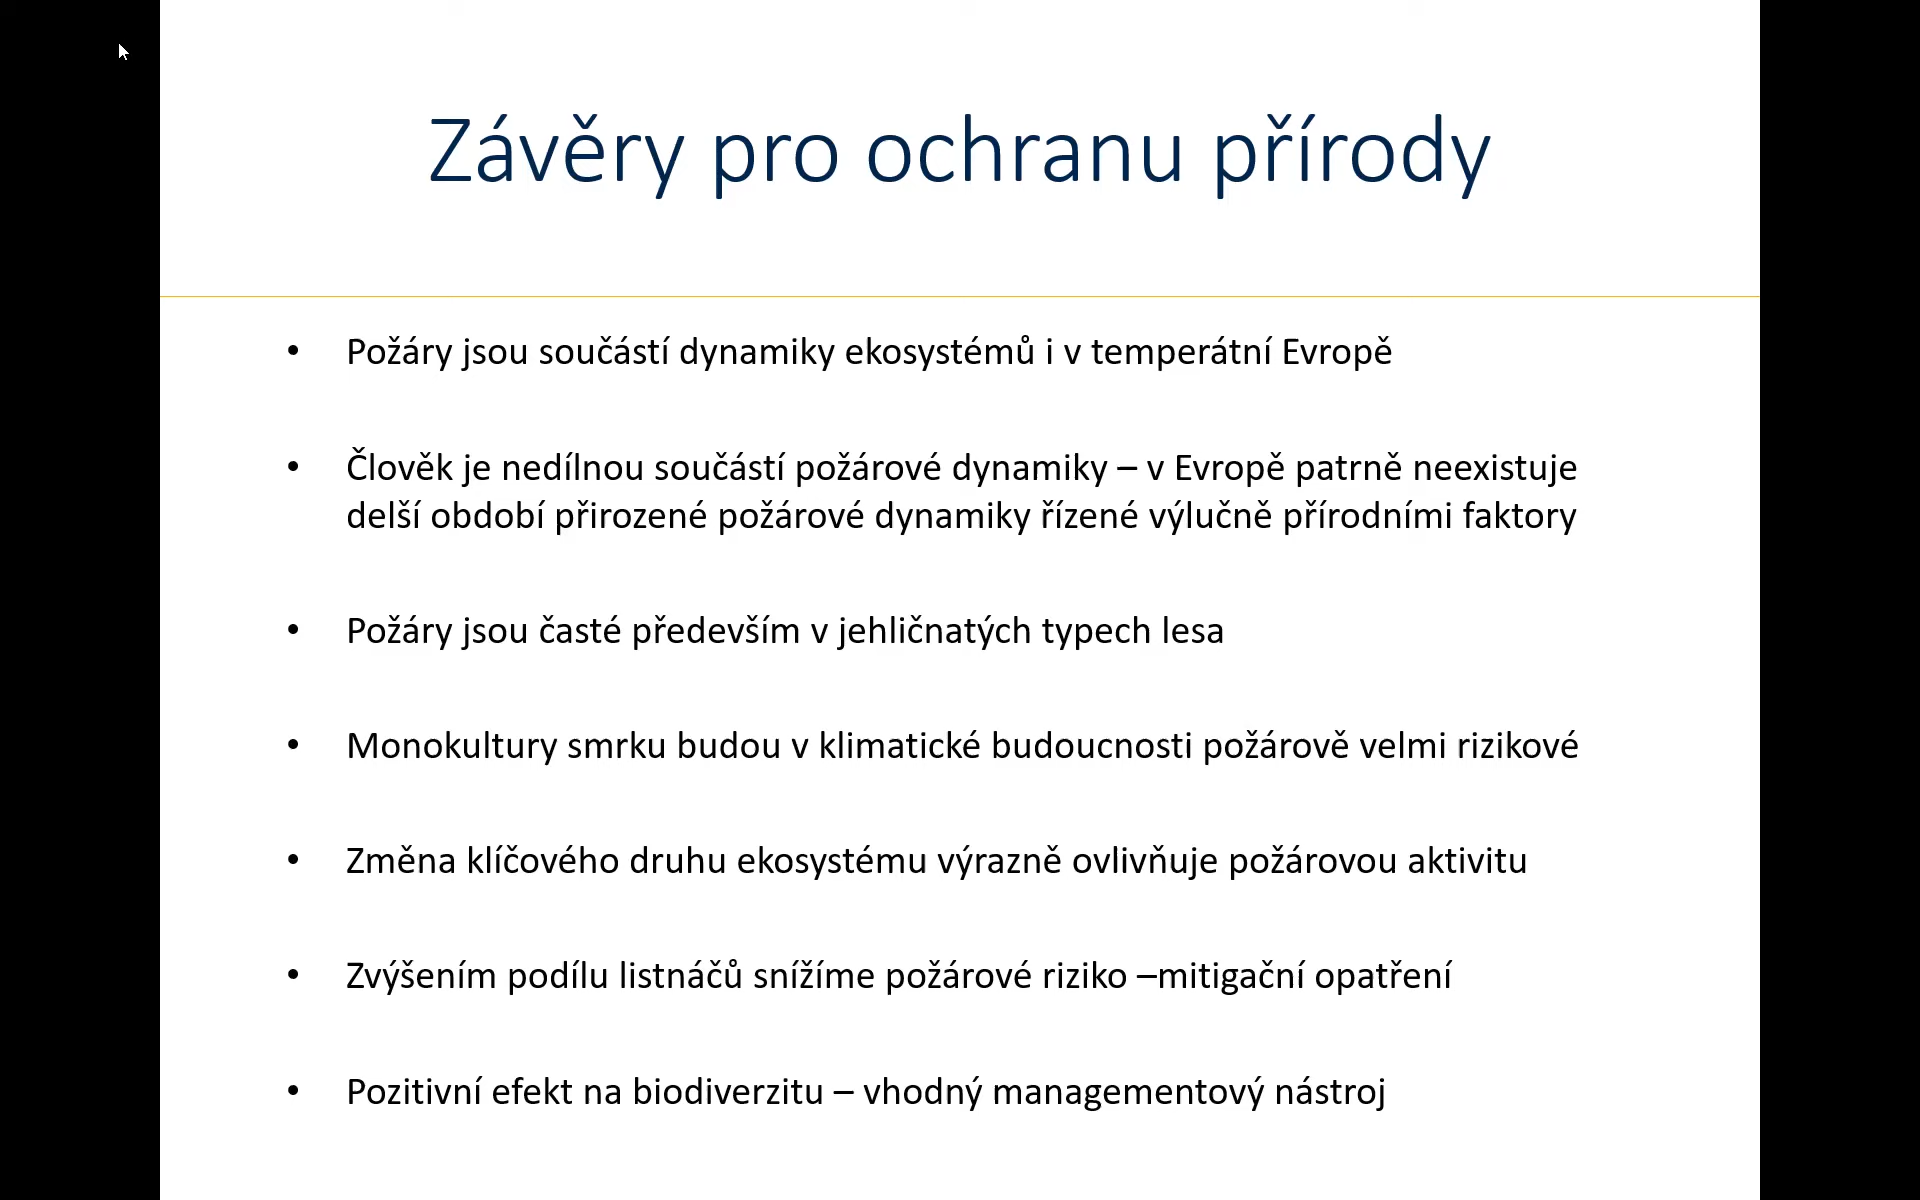 Závěry pro ochranu přírody
• Požáry jsou součástí dynamiky ekosystémů i v temperátní Evropě
• Člověk je nedílnou součástí požárové dynamiky – v Evropě patrně neexistuje
delší období přirozené požárové dynamiky řízené výlučně přírodními faktory
• Požáry jsou časté především v jehličnatých typech lesa
• Monokultury smrku budou v klimatické budoucnosti požárově velmi rizikové
• Změna klíčového druhu ekosystému výrazně ovlivňuje požárovou aktivitu
• Zvýšením podílu listnáčů snížíme požárové riziko –mitigační opatření
• Pozitivní efekt na biodiverzitu – vhodný managementový nástroj